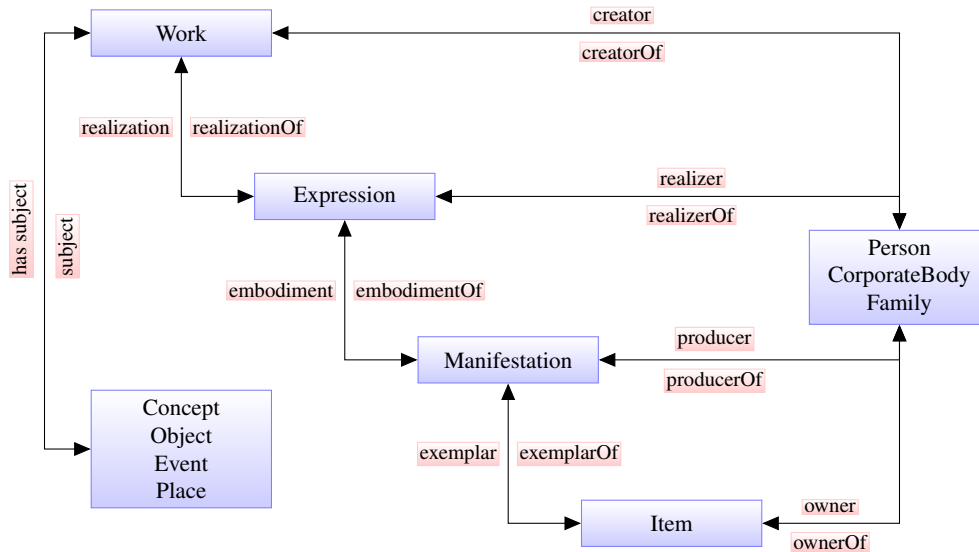 creator
Work
creatorOf
realization
realizationOf
realizer
Expression
realizerOf
has subject
subject
Person
CorporateBody
Family
embodiment
embodimentOf
producer
Manifestation
producerOf
Concept
Object
Event
Place
exemplar
exemplarOf
owner
Item
ownerOf